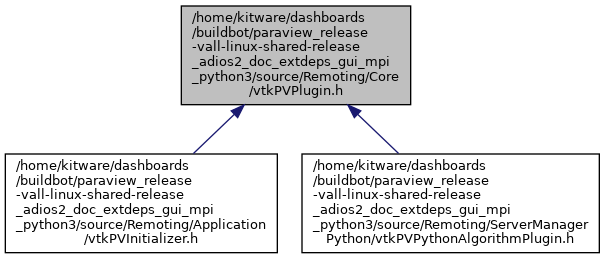 /home/kitware/dashboards
/buildbot/paraview_release
-vall-linux-shared-release
_adios2_doc_extdeps_gui_mpi
_python3/source/Remoting/Core
/vtkPVPlugin.h
/home/kitware/dashboards
/buildbot/paraview_release
-vall-linux-shared-release
_adios2_doc_extdeps_gui_mpi
_python3/source/Remoting/Application
/vtkPVInitializer.h
/home/kitware/dashboards
/buildbot/paraview_release
-vall-linux-shared-release
_adios2_doc_extdeps_gui_mpi
_python3/source/Remoting/ServerManager
Python/vtkPVPythonAlgorithmPlugin.h